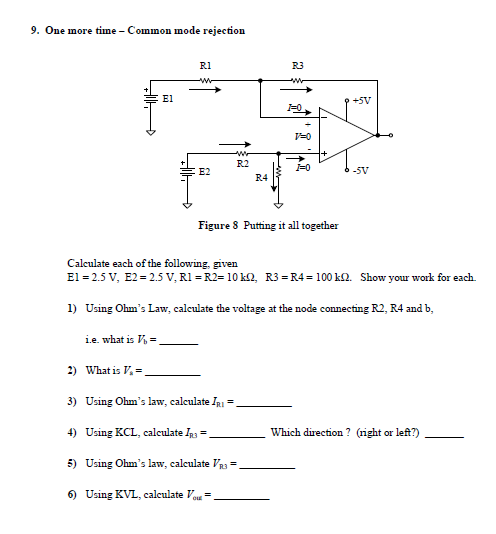 9. One more time – Common mode rejection
R1
R3
+
E1
-
I=0
-
+5V
+
V=0
-
+
I=0
-5V
R2
+
E2
-
R4
Figure 8 Putting it all together
Calculate each of the following, given
E1 = 2.5 V, E2 = 2.5 V, R1 = R2= 10 kΩ, R3 = R4 = 100 kΩ. Show your work for each.
1) Using Ohm's Law, calculate the voltage at the node connecting R2, R4 and b,
i.e. what is Vb = ______
2) What is Va = ________
3) Using Ohm's law, calculate IR1 = ________
4) Using KCL, calculate IR3 = ________ Which direction ? (right or left?) ______
5) Using Ohm's law, calculate VR3 = ________
6) Using KVL, calculate Vout = ________